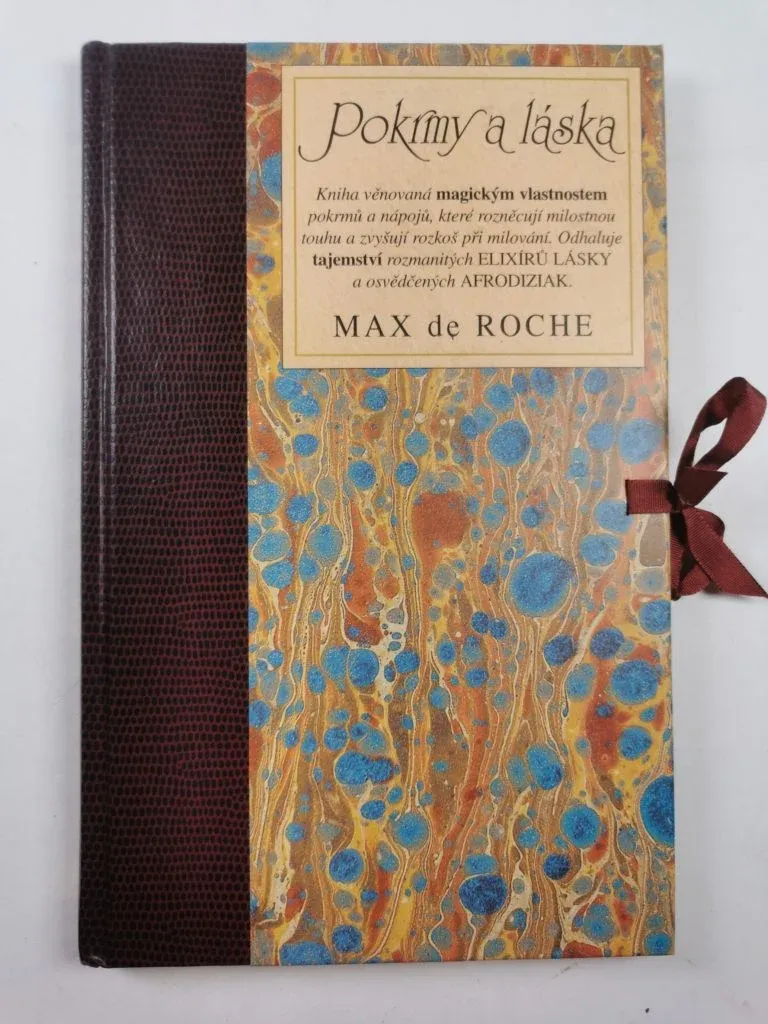 Pokrmy a láska
Kniha věnovaná magickým vlastnostem
pokrmů a nápojů, které rozněcují milostnou
touhu a zvyšují rozkoš při milování. Odhaluje
tajemství rozmanitých ELIXÍRŮ LÁSKY
a osvědčených AFRODIZIAK.
MAX de ROCHE